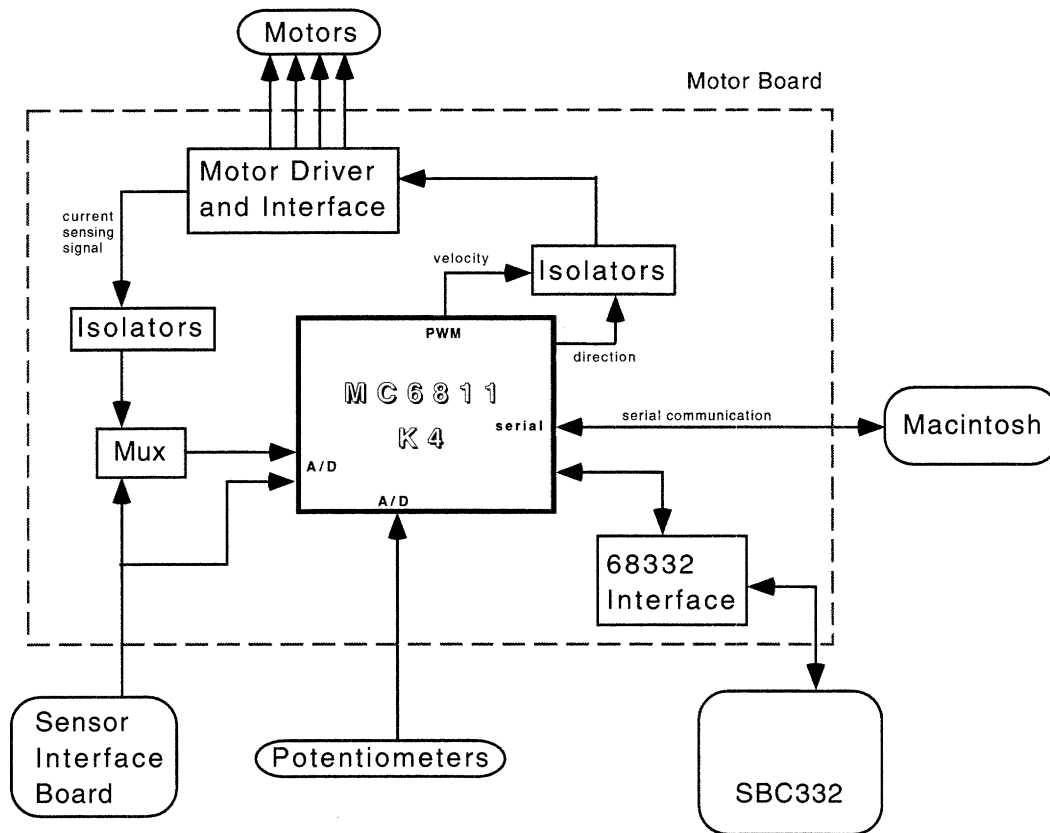 Motors
Motor Board
Motor Driver
and Interface
current
sensing
signal
velocity
Isolators
Isolators
PWM
direction
MC6811
K4
serial
serial communication
Macintosh
Mux
A/D
A/D
68332
Interface
Sensor
Interface
Board
Potentiometers
SBC332